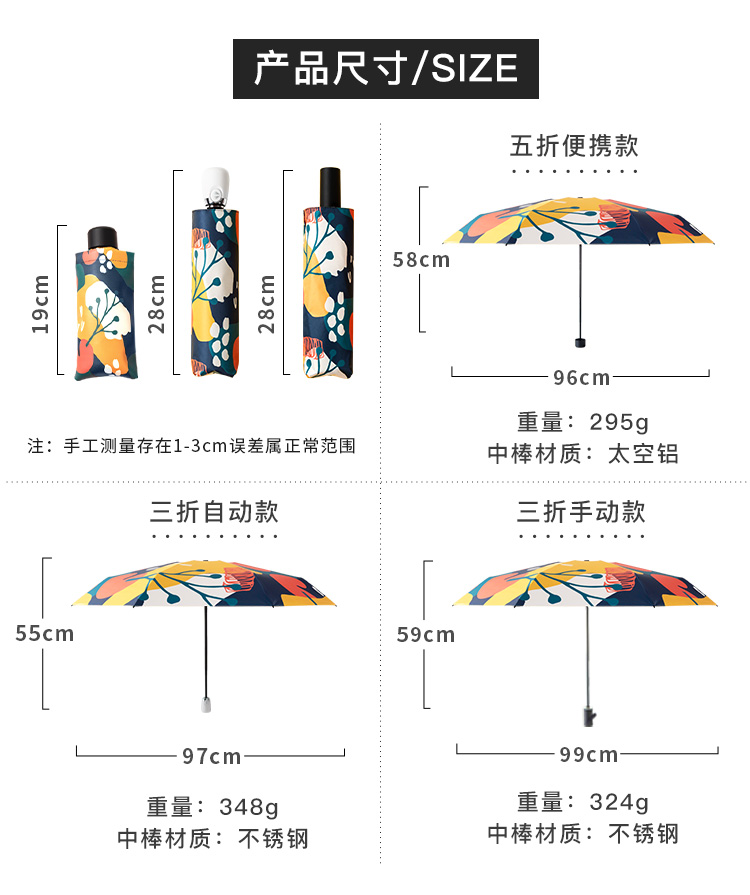 产品尺寸/SIZE
19cm
28cm
28cm
注：手工测量存在1-3cm误差属正常范围
五折便携款
58cm
96cm
重量：295g
中棒材质：太空铝
三折自动款
55cm
97cm
重量：348g
中棒材质：不锈钢
三折手动款
59cm
99cm
重量：324g
中棒材质：不锈钢